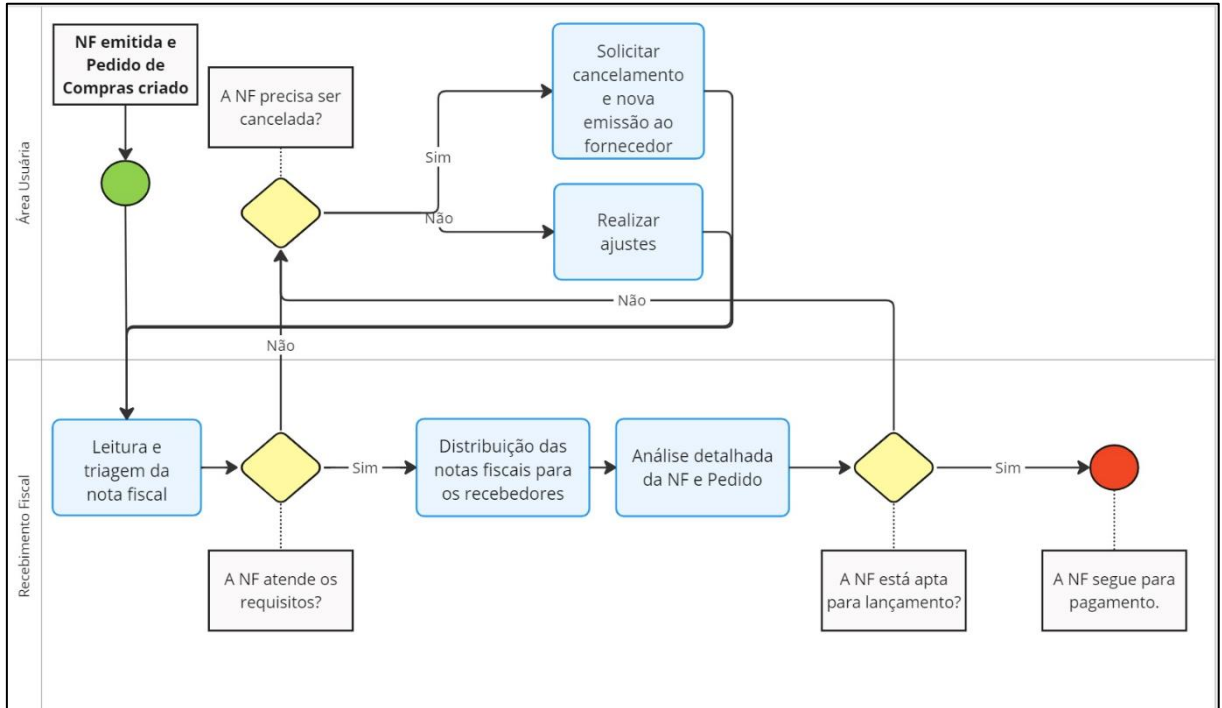 Área Usuária
NF emitida e
Pedido de
Compras criado
A NF precisa ser
cancelada?
Sim
Não
Solicitar
cancelamento
e nova
emissão ao
fornecedor
Realizar
ajustes
Não
Não
Recebimento Fiscal
Leitura e
triagem da
nota fiscal
A NF atende os
requisitos?
Sim
Distribuição das
notas fiscais para
os recebedores
Análise detalhada
da NF e Pedido
A NF está apta
para lançamento?
Sim
A NF segue para
pagamento.